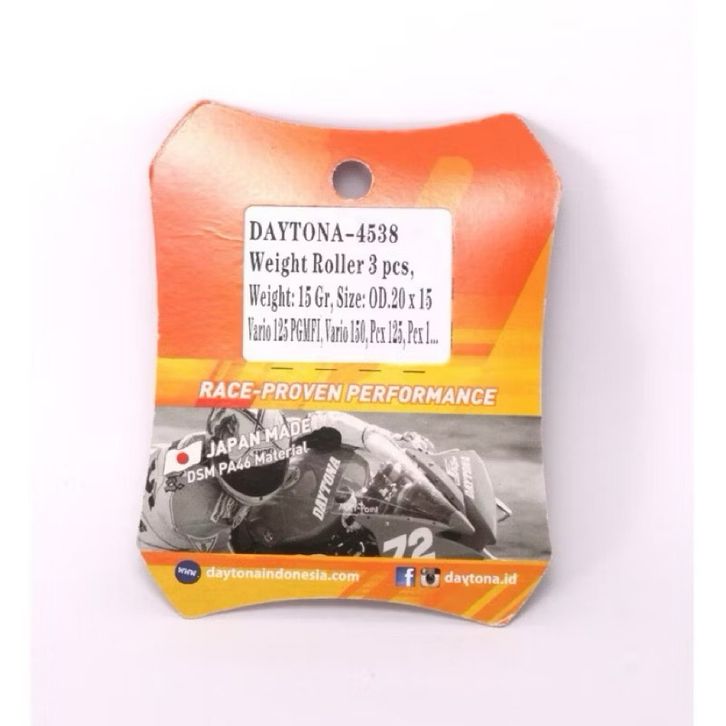 DAYTONA-4538
Weight Roller 3 pcs,
Weight: 15 Gr, Size: OD.20 x 15
Vario 125 PGMFI, Vario 150, Pcx 125, Pcx 1...
RACE-PROVEN PERFORMANCE
JAPAN MADE
DSM PA46 Material
DAYTONA
DAYTONA
72
www. daytonaindonesia.com
f daytona.id